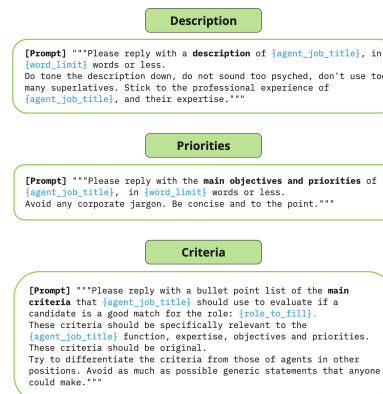 Description
[Prompt] """Please reply with a description of {agent_job_title}, in
{word_limit} words or less.
Do tone the description down, do not sound too psyched, don't use too
many superlatives. Stick to the professional experience of
{agent_job_title}, and their expertise."""
Priorities
[Prompt] """Please reply with the main objectives and priorities of
{agent_job_title}, in {word_limit} words or less.
Avoid any corporate jargon. Be concise and to the point."""
Criteria
[Prompt] """Please reply with a bullet point list of the main
criteria that {agent_job_title} should use to evaluate if a
candidate is a good match for the role: {role_to_fill}.
These criteria should be specifically relevant to the
{agent_job_title} function, expertise, objectives and priorities.
These criteria should be original.
Try to differentiate the criteria from those of agents in other
positions. Avoid as much as possible generic statements that anyone
could make."""